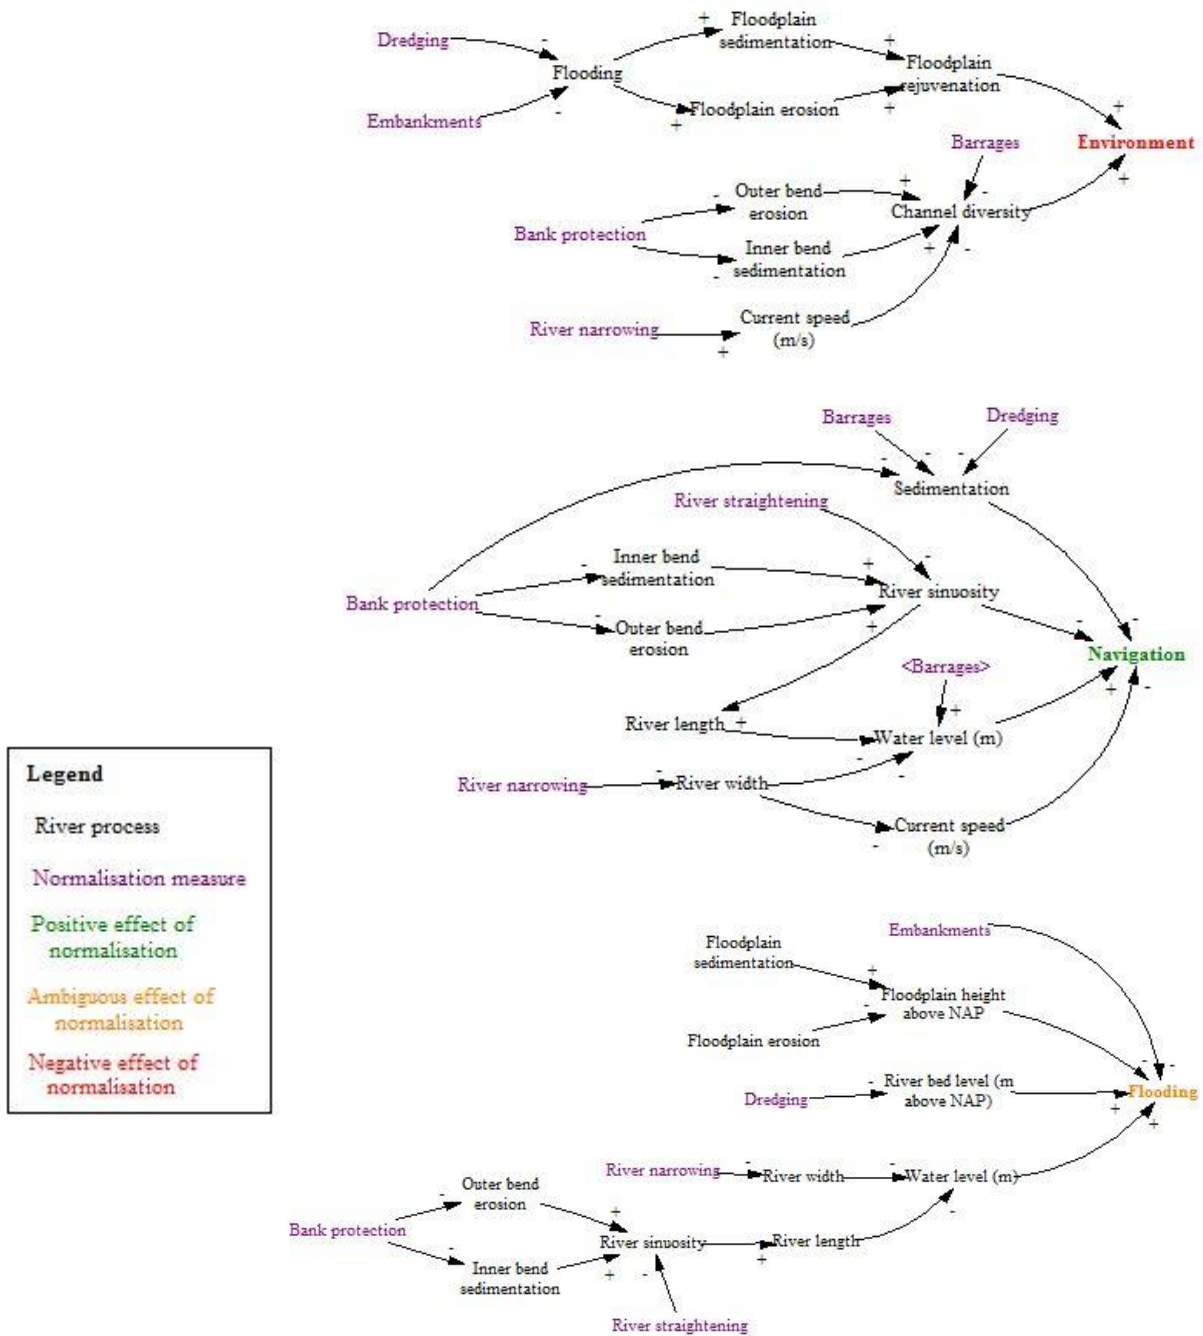 Dredging
-
+
Floodplain
sedimentation
+
Flooding
Floodplain
rejuvenation
Embankments
-
+
Floodplain erosion
+
+
Barrages
Environment
-
Outer bend
erosion
+
-
+
Channel diversity
Bank protection
-
Inner bend
sedimentation
+
-
River narrowing
+
Current speed
(m/s)
Barrages
Dredging
-
-
-
Sedimentation
River straightening
-
-
Inner bend
sedimentation
+
River sinuosity
Bank protection
-
Outer bend
erosion
+
-
-
Navigation
<Barrages>
+
-
River length
+
+
Water level (m)
River narrowing
-
River width
-
-
-
Current speed
(m/s)
Legend
River process
Normalisation measure
Positive effect of
normalisation
Ambiguous effect of
normalisation
Negative effect of
normalisation
Embankments
Floodplain
sedimentation
+
Floodplain height
above NAP
-
Floodplain erosion
-
-
Dredging
-
River bed level (m
above NAP)
Flooding
+
+
River narrowing
-
River width
-
Water level (m)
-
Outer bend
erosion
+
-
Bank protection
-
River sinuosity
+
River length
Inner bend
sedimentation
+
-
River straightening